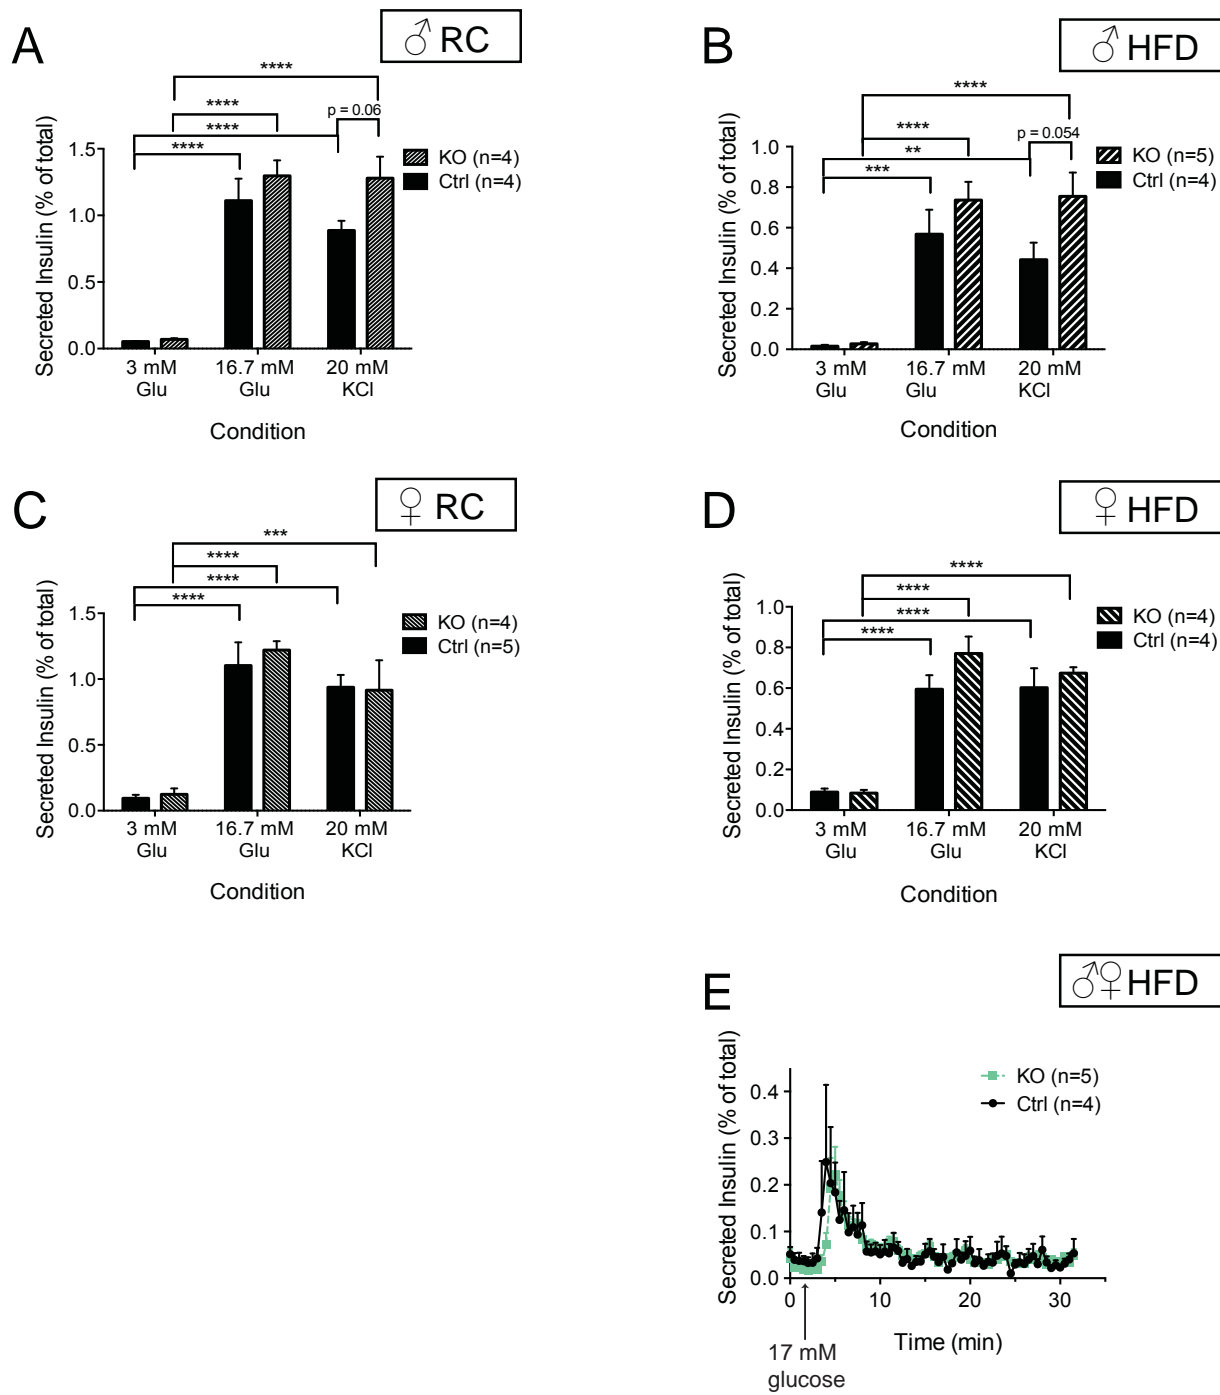 A
♂ RC
****
****
p = 0.06
****
****
Secreted Insulin (% of total)
1.5
1.0
0.5
0.0
KO (n=4)
Ctrl (n=4)
3 mM
Glu
16.7 mM
Glu
20 mM
KCl
Condition
B
♂ HFD
****
****
p = 0.054
**
***
Secreted Insulin (% of total)
1.0
0.8
0.6
0.4
0.2
0.0
KO (n=5)
Ctrl (n=4)
3 mM
Glu
16.7 mM
Glu
20 mM
KCl
Condition
C
♀ RC
***
****
****
****
Secreted Insulin (% of total)
1.5
1.0
0.5
0.0
KO (n=4)
Ctrl (n=5)
3 mM
Glu
16.7 mM
Glu
20 mM
KCl
Condition
D
♀ HFD
****
****
****
****
Secreted Insulin (% of total)
1.0
0.8
0.6
0.4
0.2
0.0
KO (n=4)
Ctrl (n=4)
3 mM
Glu
16.7 mM
Glu
20 mM
KCl
Condition
E
♂♀ HFD
Secreted Insulin (% of total)
0.4
0.3
0.2
0.1
0.0
KO (n=5)
Ctrl (n=4)
0
10
20
30
Time (min)
17 mM
glucose